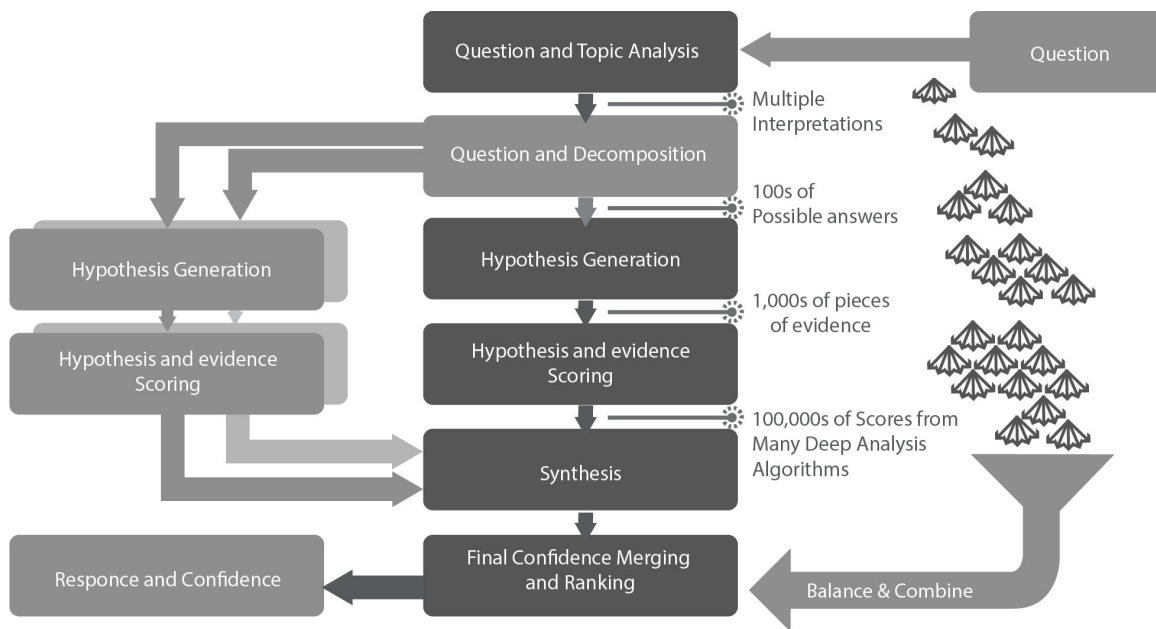 Question and Topic Analysis
Question
Multiple
Interpretations
Question and Decomposition
100s of
Possible answers
Hypothesis Generation
Hypothesis Generation
1,000s of pieces
of evidence
Hypothesis and evidence
Scoring
Hypothesis and evidence
Scoring
100,000s of Scores from
Many Deep Analysis
Algorithms
Synthesis
Final Confidence Merging
and Ranking
Responce and Confidence
Balance & Combine